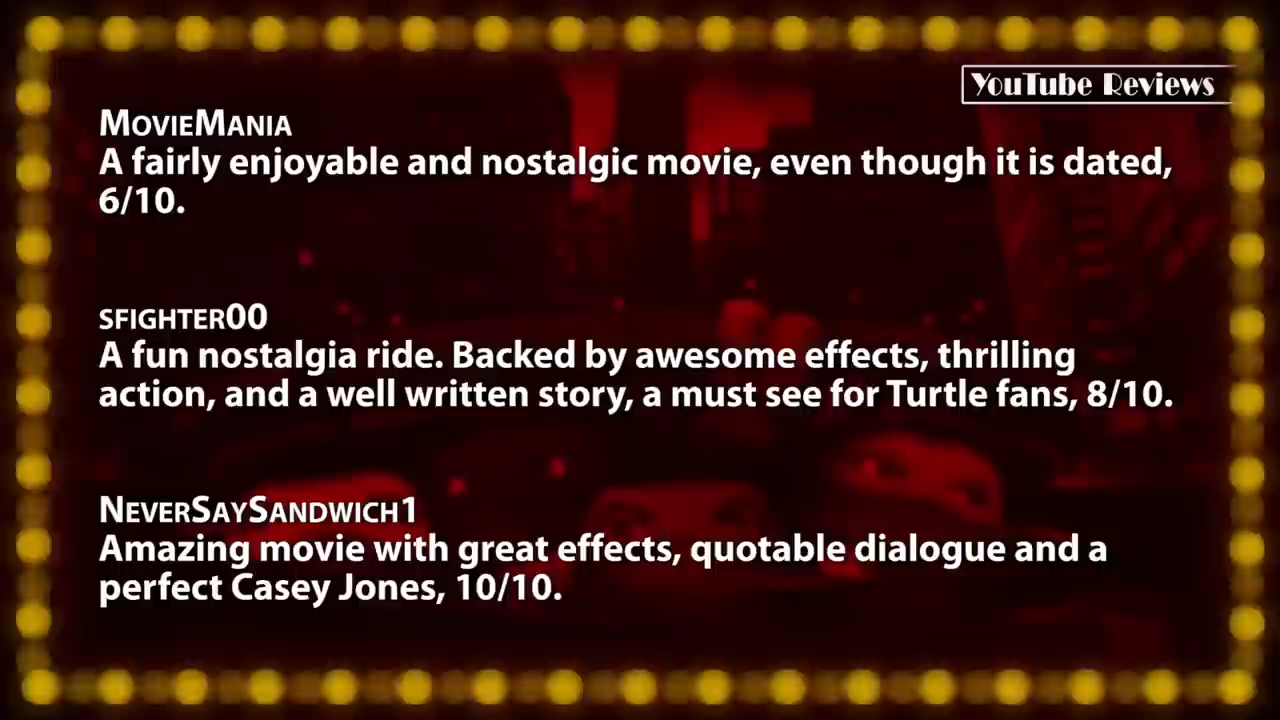 YouTube Reviews
MovieMania
A fairly enjoyable and nostalgic movie, even though it is dated,
6/10.
sfighter00
A fun nostalgia ride. Backed by awesome effects, thrilling
action, and a well written story, a must see for Turtle fans, 8/10.
NeverSaySandwich1
Amazing movie with great effects, quotable dialogue and a
perfect Casey Jones, 10/10.